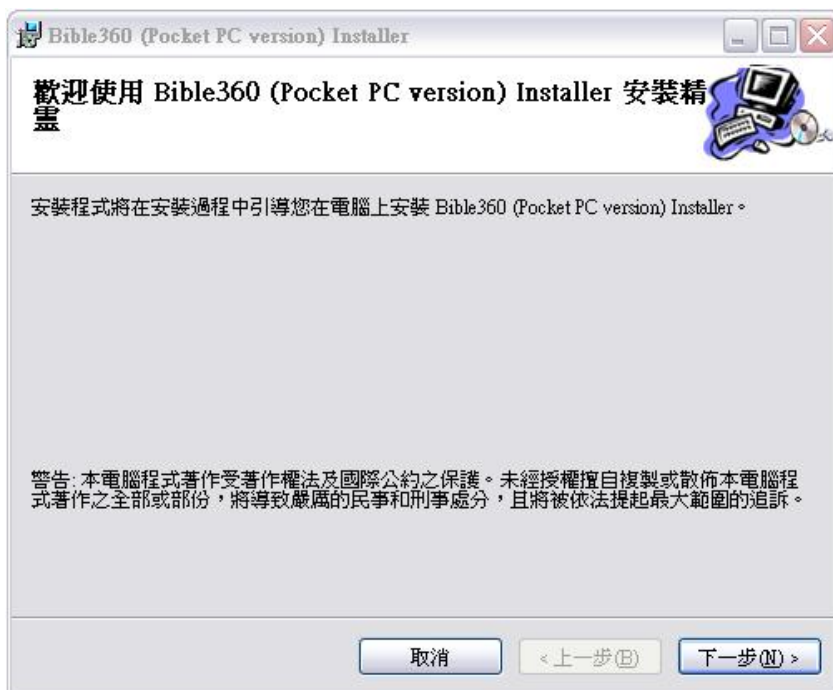 Bible360 (Pocket PC version) Installer
歡迎使用 Bible360 (Pocket PC version) Installer 安裝精
靈
安裝程式將在安裝過程中引導您在電腦上安裝 Bible360 (Pocket PC version) Installer。
警告: 本電腦程式著作受著作權法及國際公約之保護。未經授權擅自複製或散佈本電腦程
式著作之全部或部份，將導致嚴厲的民事和刑事處分，且將被依法提起最大範圍的追訴。
取消
<上一步(B)
下一步(N) >